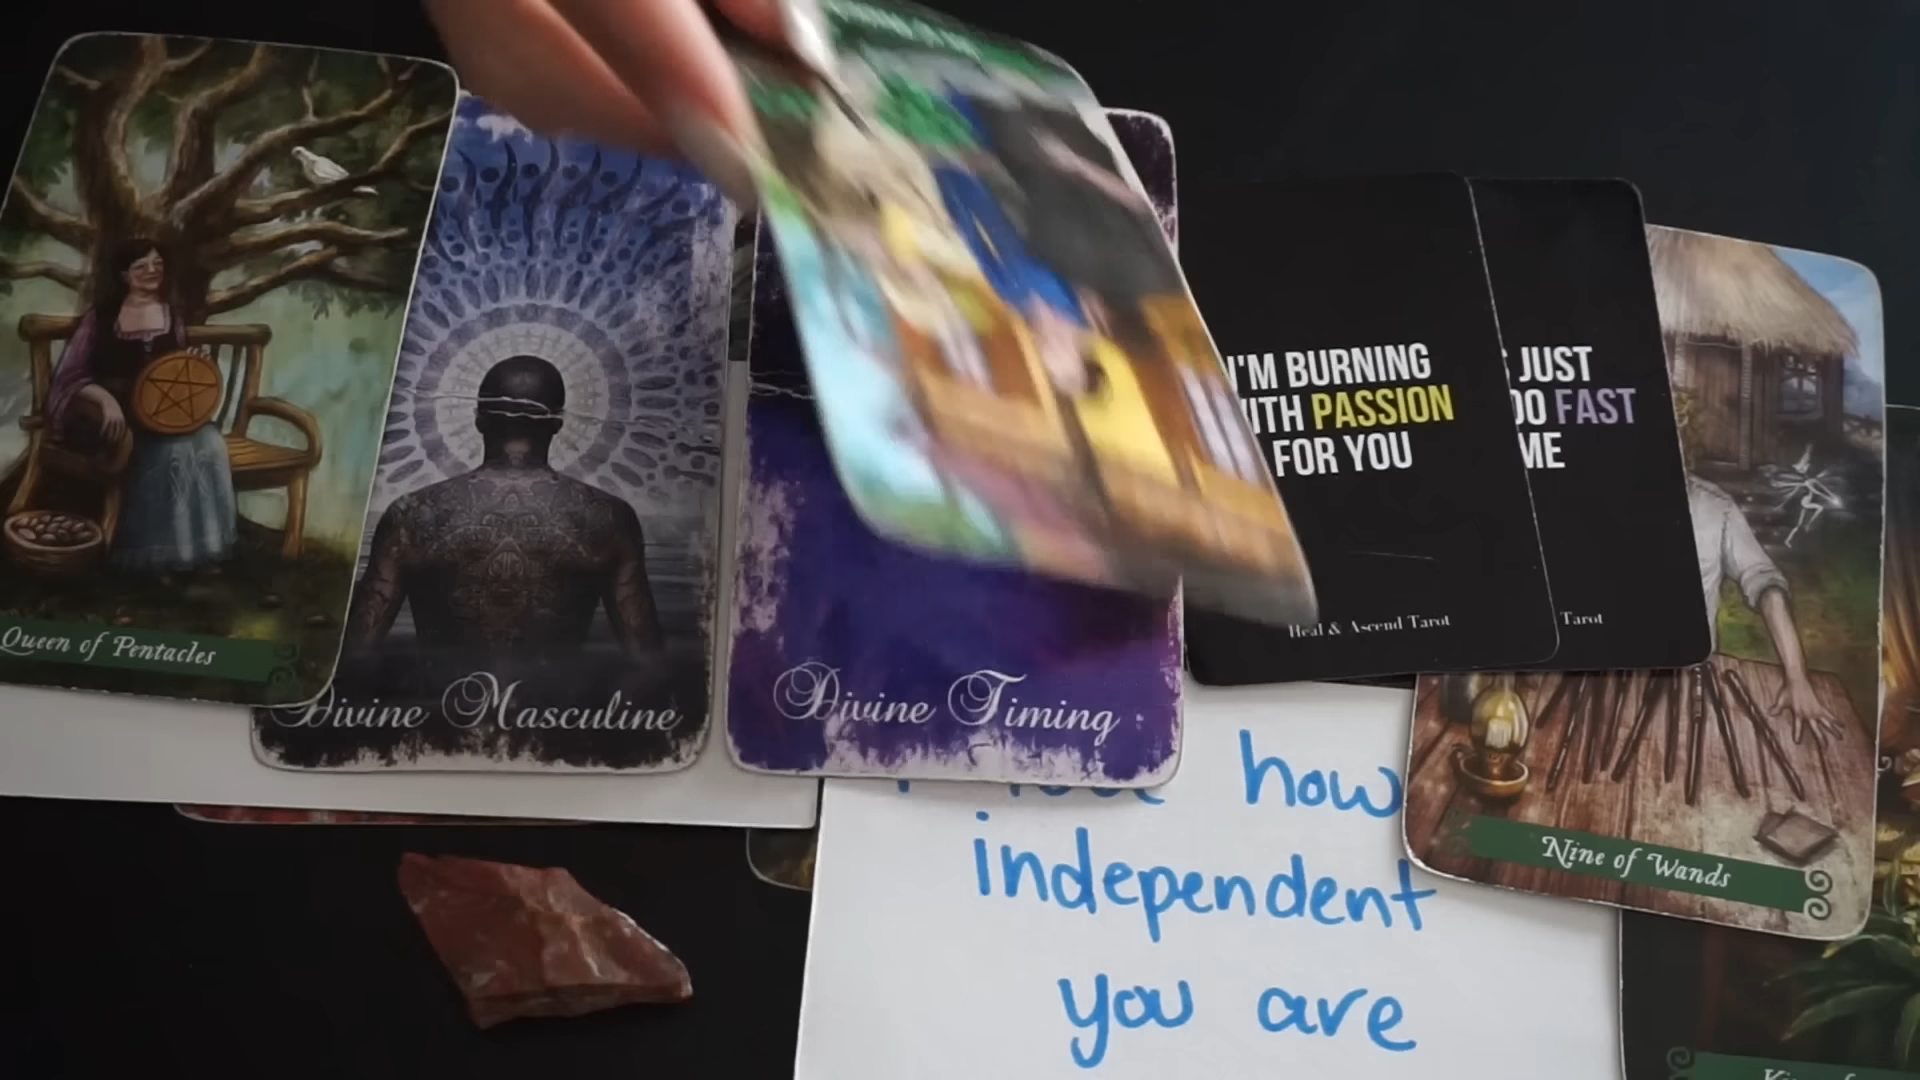 Queen of Pentacles
Divine Masculine
Divine Timing
I'M BURNING
WITH PASSION
FOR YOU
Heal & Ascend Tarot
JUST
FAST
ME
Tarot
how
independent
you are
Nine of Wands